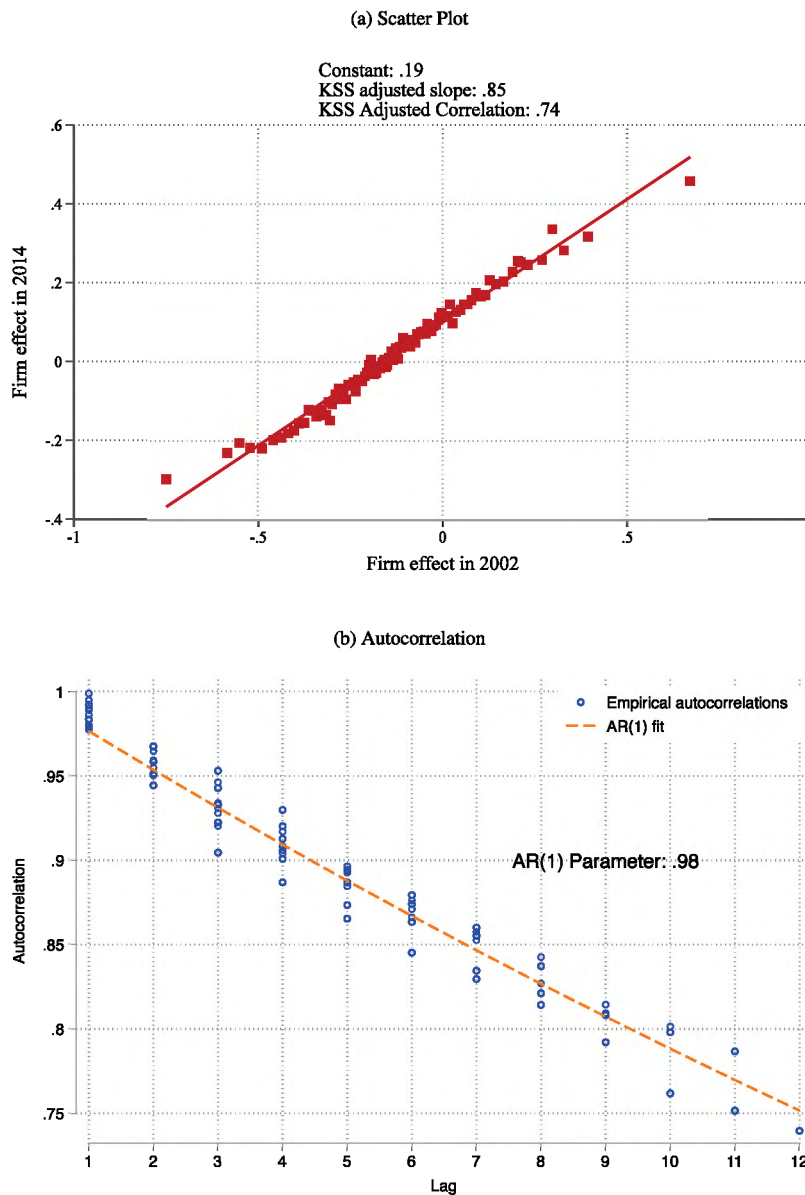 (a) Scatter Plot
Constant: .19
KSS adjusted slope: .85
KSS Adjusted Correlation: .74
.6
.4
.2
0
-.2
-.4
Firm effect in 2014
-1
-.5
0
.5
Firm effect in 2002
(b) Autocorrelation
1
.95
.9
.85
.8
.75
Autocorrelation
Empirical autocorrelations
AR(1) fit
AR(1) Parameter: .98
1
2
3
4
5
6
7
8
9
10
11
12
Lag